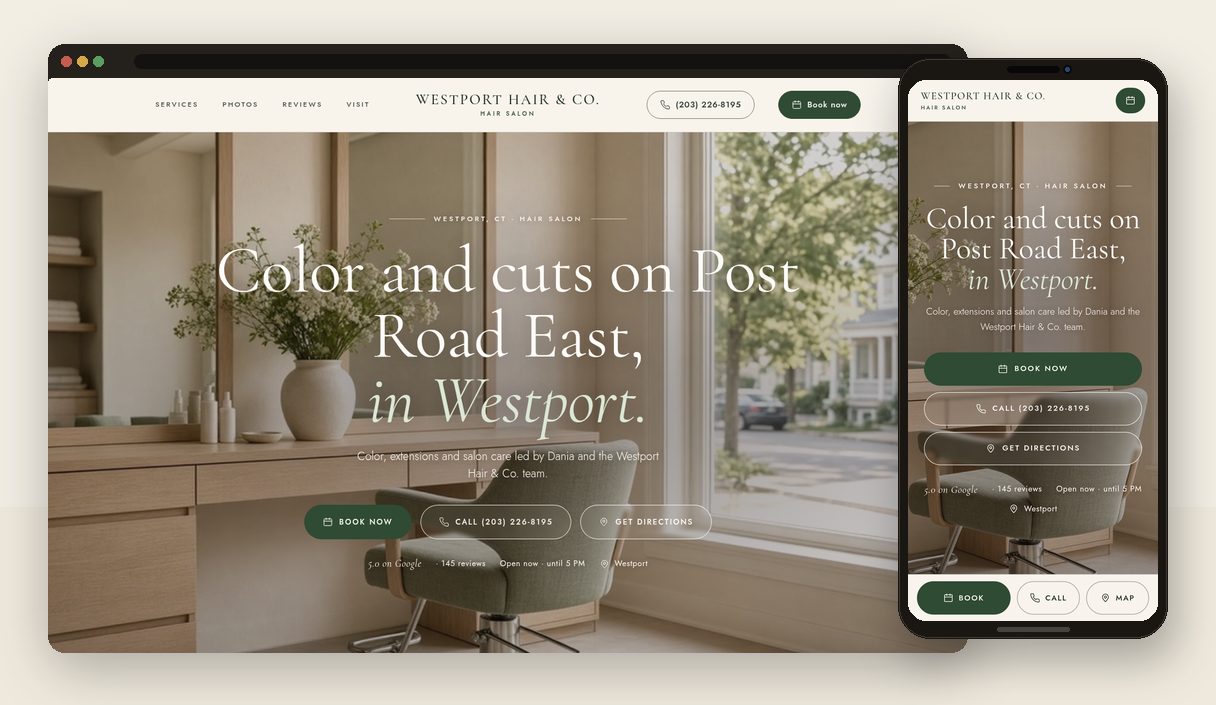 SERVICES PHOTOS REVIEWS VISIT
WESTPORT HAIR & CO.
HAIR SALON
(203) 226-8195
Book now
WESTPORT, CT · HAIR SALON
Color and cuts on Post
Road East,
in Westport.
Color, extensions and salon care led by Dania and the Westport
Hair & Co. team.
BOOK NOW
CALL (203) 226-8195
GET DIRECTIONS
5.0 on Google · 145 reviews Open now · until 5 PM Westport
WESTPORT HAIR & CO.
HAIR SALON
WESTPORT, CT · HAIR SALON
Color and cuts on
Post Road East,
in Westport.
Color, extensions and salon care led by Dania and the
Westport Hair & Co. team.
BOOK NOW
CALL (203) 226-8195
GET DIRECTIONS
5.0 on Google · 145 reviews Open now · until 5 PM
Westport
BOOK
CALL
MAP